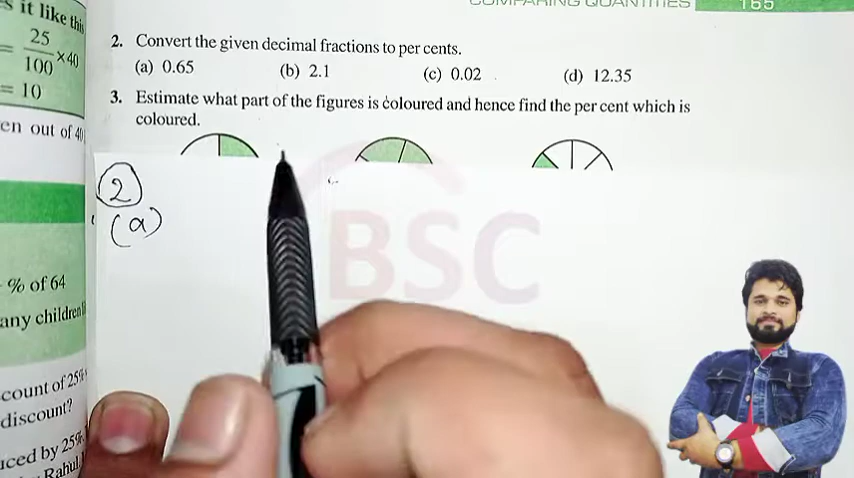 s it like this
COMPARING QUANTITIES 165
= 25/100 × 40
= 10
en out of 40
2. Convert the given decimal fractions to per cents.
(a) 0.65 (b) 2.1 (c) 0.02 (d) 12.35
3. Estimate what part of the figures is coloured and hence find the per cent which is
coloured.
2
(a)
BSC
% of 64
any children
count of 25%
discount?
uced by 25%
Rahul